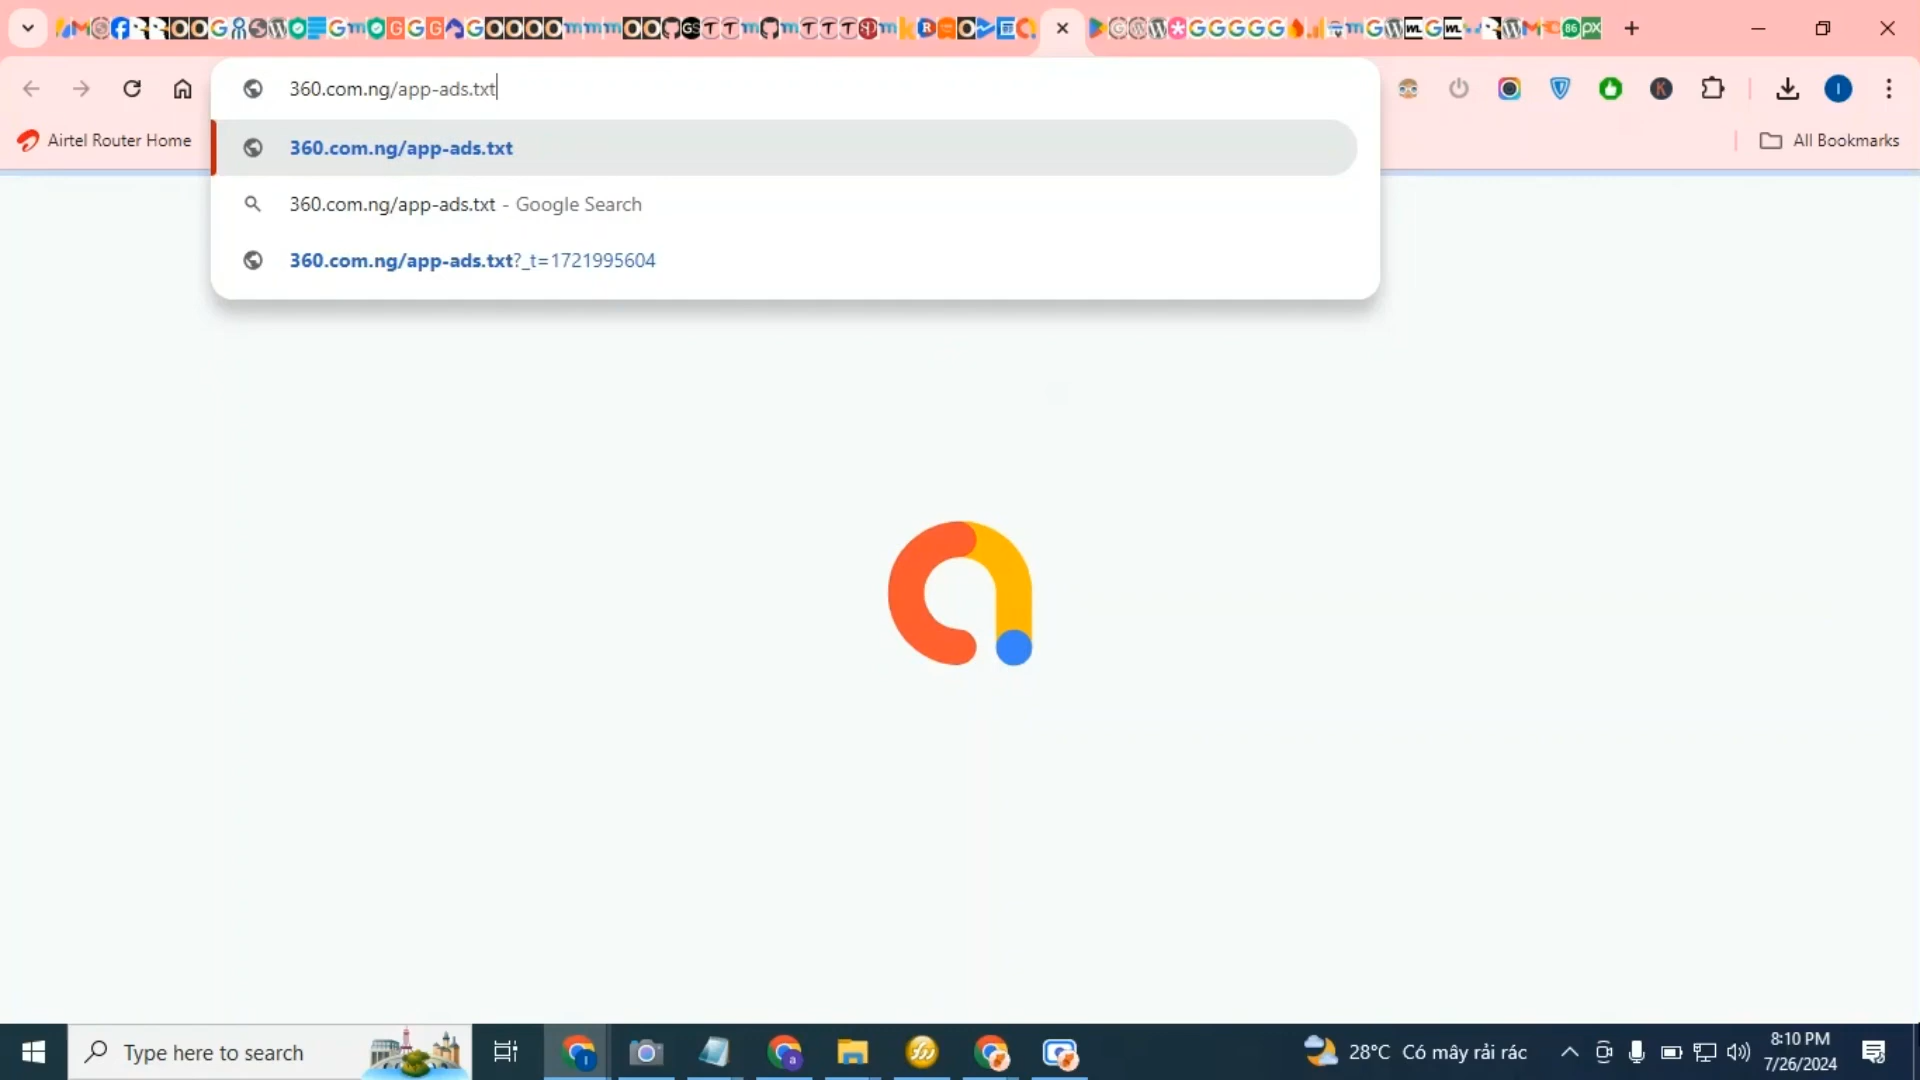 360.com.ng/app-ads.txt
Airtel Router Home
All Bookmarks
360.com.ng/app-ads.txt
360.com.ng/app-ads.txt - Google Search
360.com.ng/app-ads.txt?_t=1721995604
Type here to search
28°C Có mây rải rác
8:10 PM
7/26/2024